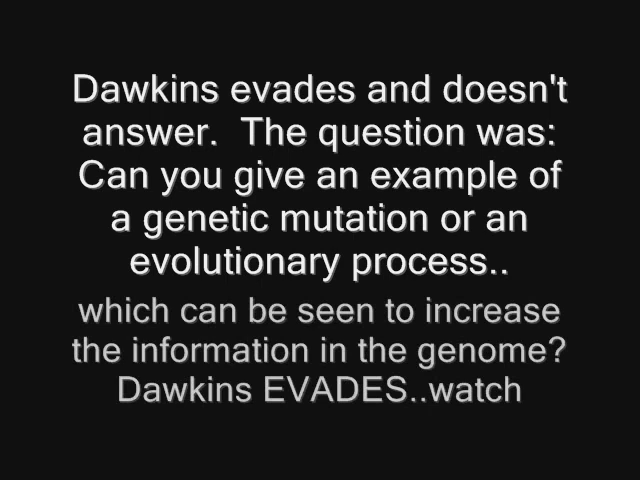 Dawkins evades and doesn't
answer.  The question was:
Can you give an example of
a genetic mutation or an
evolutionary process..
which can be seen to increase
the information in the genome?
Dawkins EVADES..watch